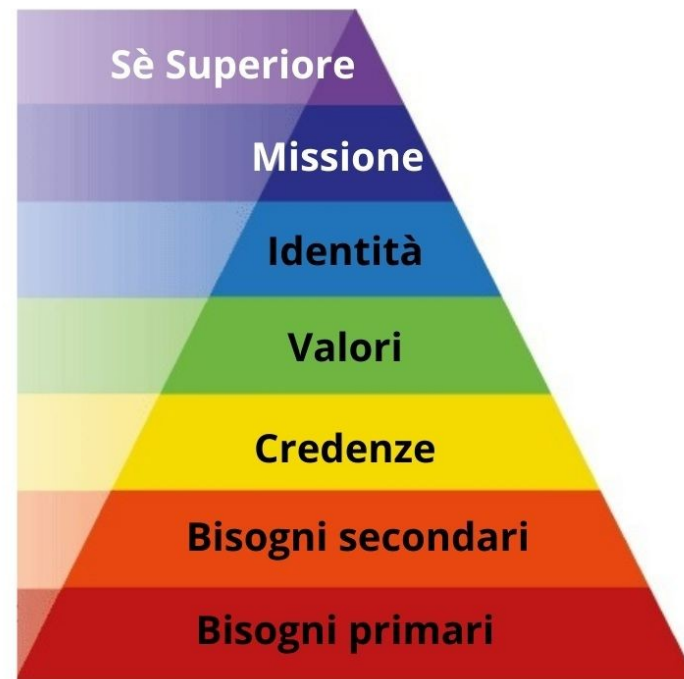 Sè Superiore
Missione
Identità
Valori
Credenze
Bisogni secondari
Bisogni primari